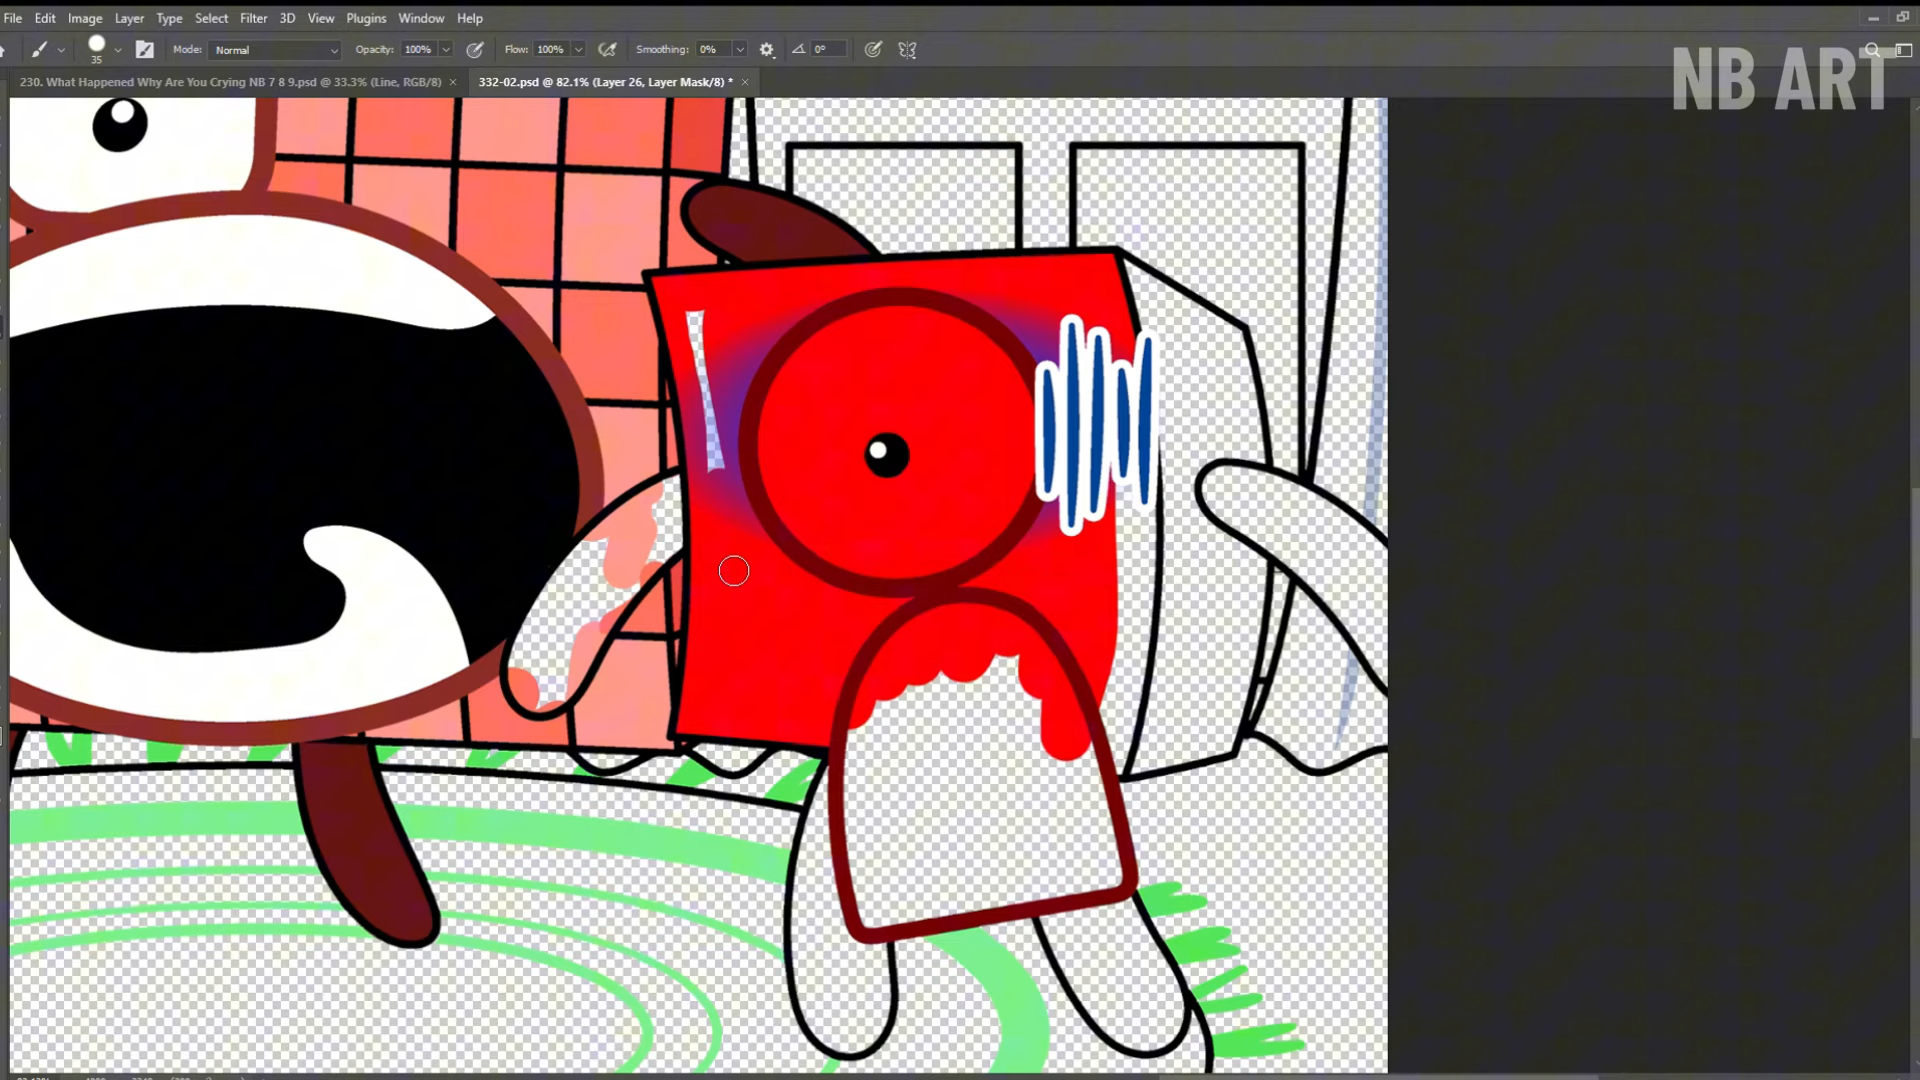 File Edit Image Layer Type Select Filter 3D View Plugins Window Help
35 Mode: Normal Opacity: 100% Flow: 100% Smoothing: 0% 0°
230. What Happened Why Are You Crying NB 7 8 9.psd @ 33.3% (Line, RGB/8) × 332-02.psd @ 82.1% (Layer 26, Layer Mask/8) * ×
NB ART